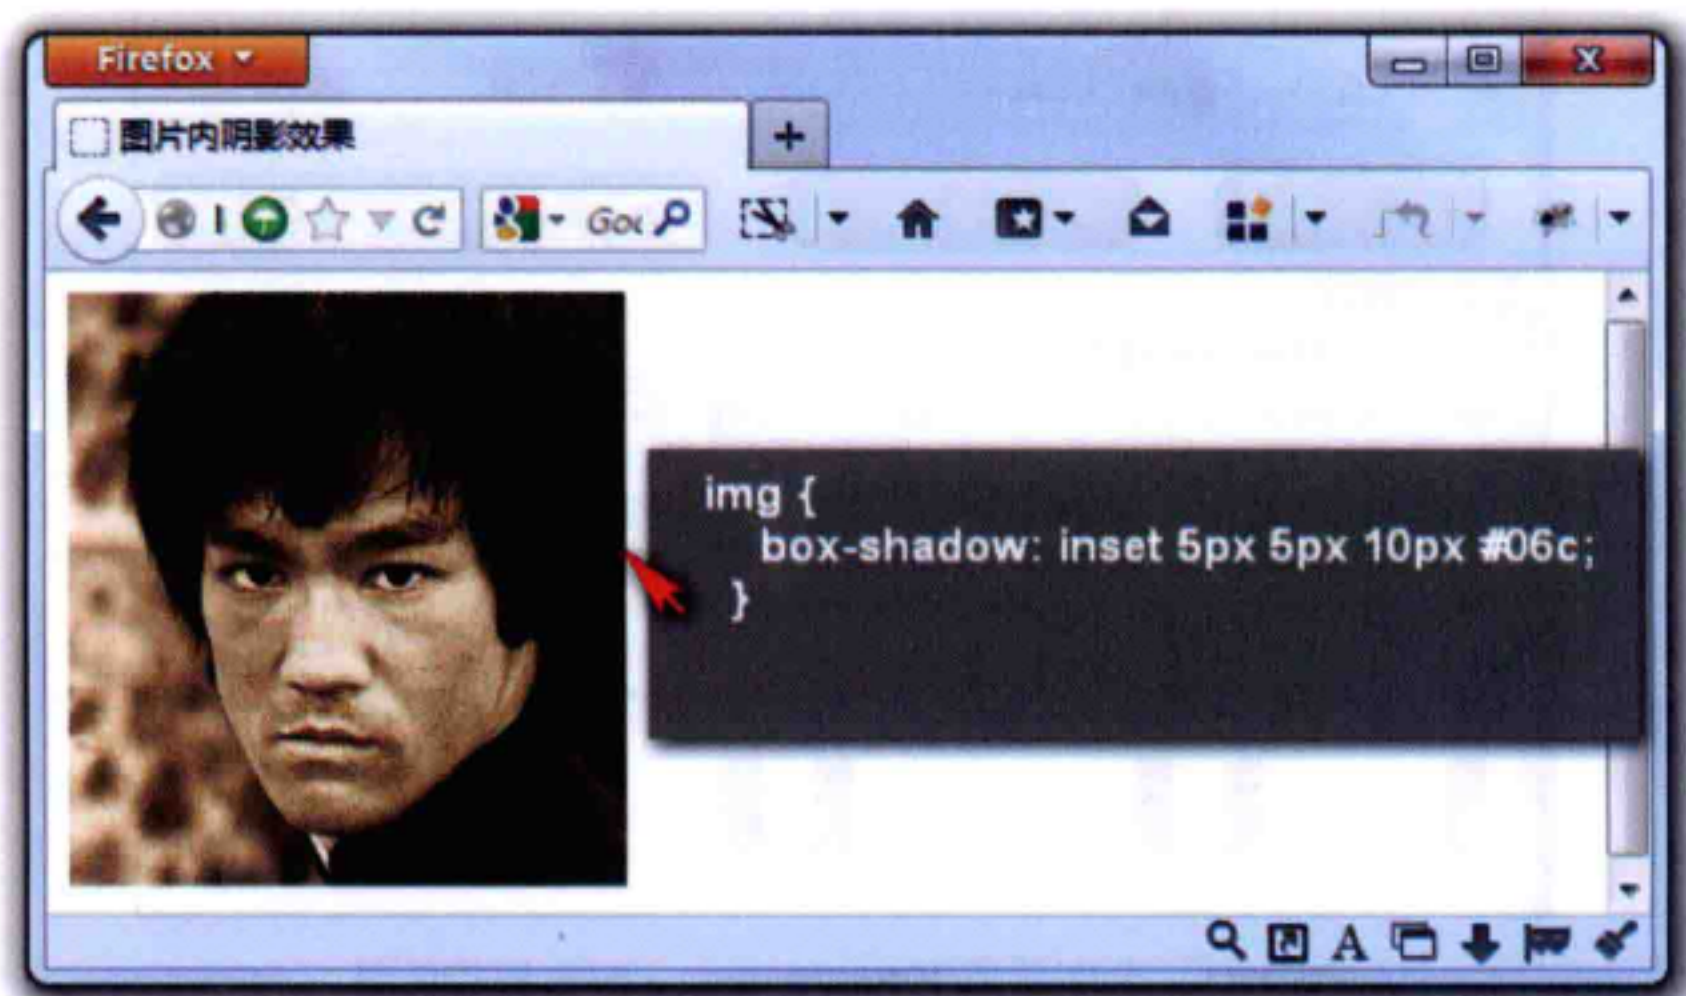 Firefox
图片内阴影效果
Goo
img {
box-shadow: inset 5px 5px 10px #06c;
}
A